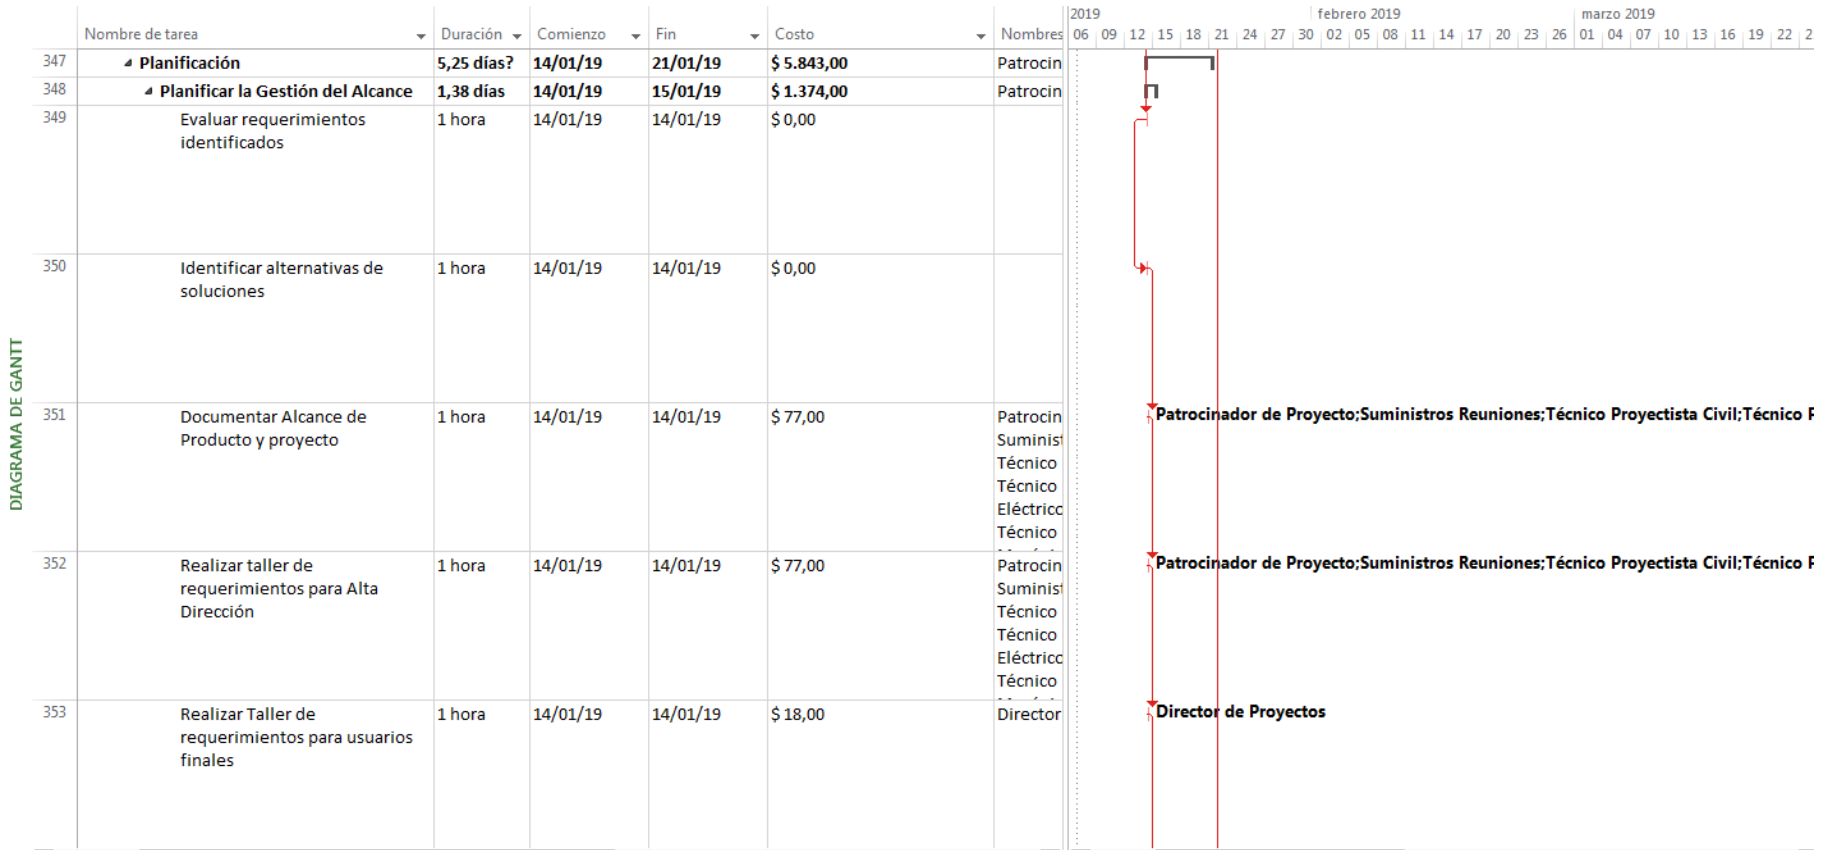 2019 febrero 2019 marzo 2019
Nombre de tarea Duración Comienzo Fin Costo Nombres 06 09 12 15 18 21 24 27 30 02 05 08 11 14 17 20 23 26 01 04 07 10 13 16 19 22 2
347 Planificación 5,25 días? 14/01/19 21/01/19 $ 5.843,00 Patrocin
348 Planificar la Gestión del Alcance 1,38 días 14/01/19 15/01/19 $ 1.374,00 Patrocin
349 Evaluar requerimientos 1 hora 14/01/19 14/01/19 $ 0,00
identificados
350 Identificar alternativas de 1 hora 14/01/19 14/01/19 $ 0,00
soluciones
DIAGRAMA DE GANTT
351 Documentar Alcance de 1 hora 14/01/19 14/01/19 $ 77,00 Patrocin Patrocinador de Proyecto;Suministros Reuniones;Técnico Proyectista Civil;Técnico P
Producto y proyecto Suminist
Técnico
Técnico
Eléctrico
Técnico
352 Realizar taller de 1 hora 14/01/19 14/01/19 $ 77,00 Patrocin Patrocinador de Proyecto;Suministros Reuniones;Técnico Proyectista Civil;Técnico P
requerimientos para Alta Suminist
Dirección Técnico
Técnico
Eléctrico
Técnico
353 Realizar Taller de 1 hora 14/01/19 14/01/19 $ 18,00 Director Director de Proyectos
requerimientos para usuarios
finales